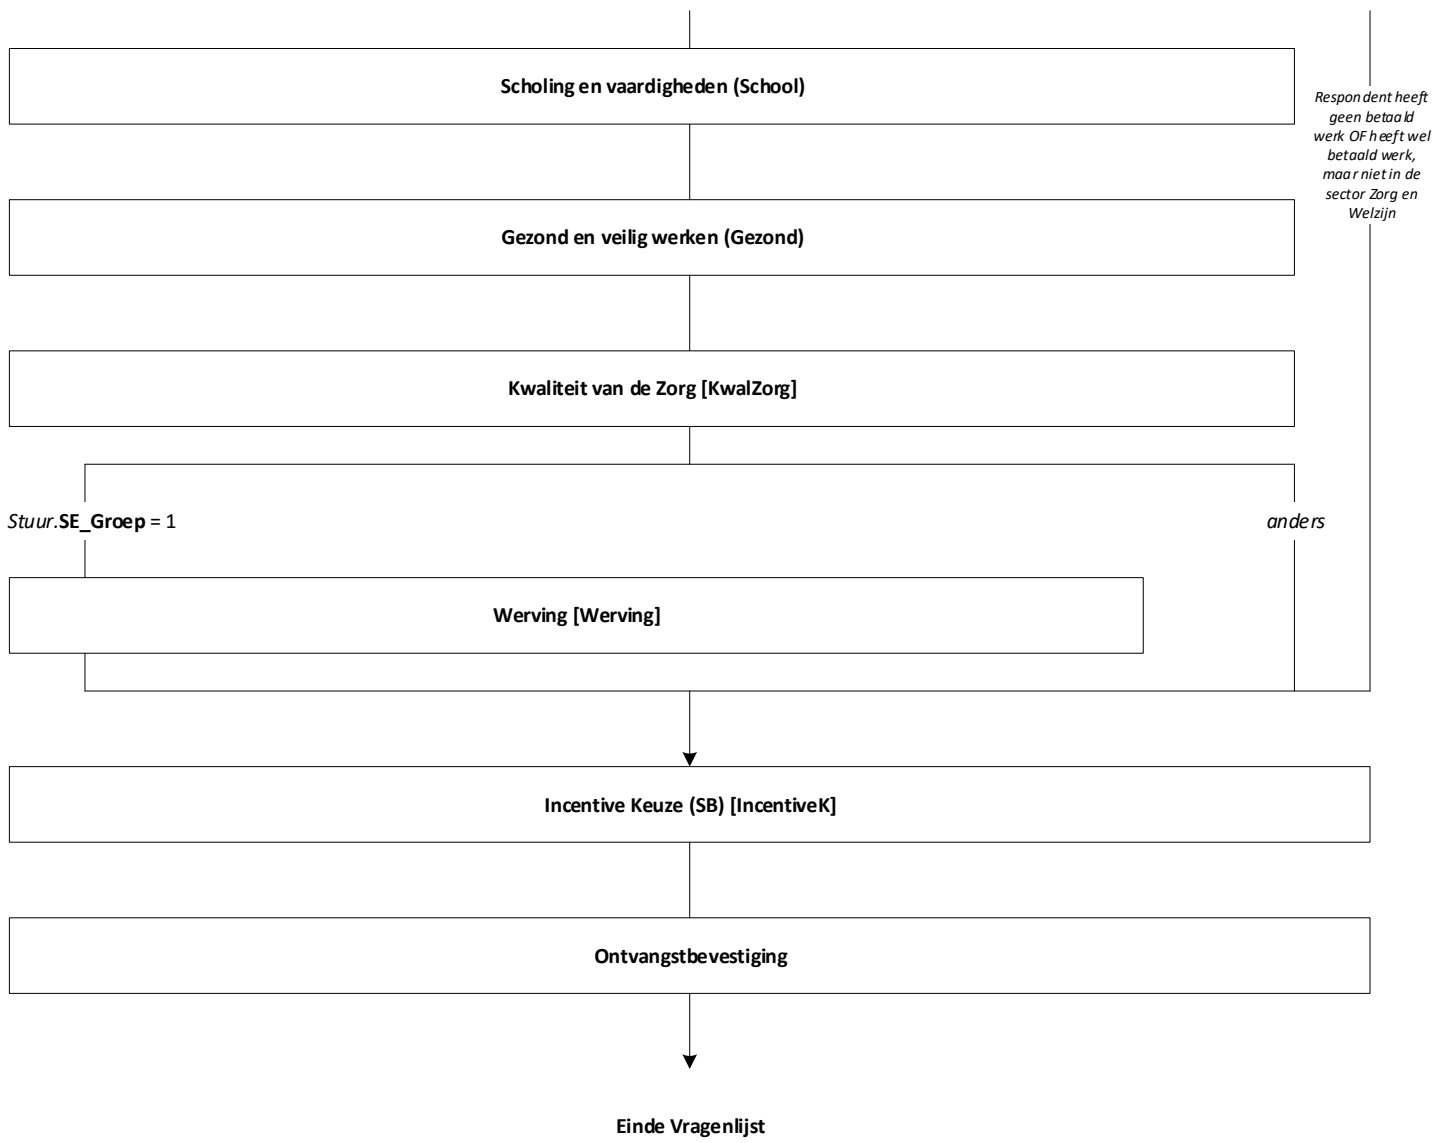 Scholing en vaardigheden (School)
Respondent heeft
geen betaald
werk OF heeft wel
betaald werk,
maar niet in de
sector Zorg en
Welzijn
Gezond en veilig werken (Gezond)
Kwaliteit van de Zorg [KwalZorg]
Stuur.SE_Groep = 1
anders
Werving [Werving]
Incentive Keuze (SB) [IncentiveK]
Ontvangstbevestiging
Einde Vragenlijst